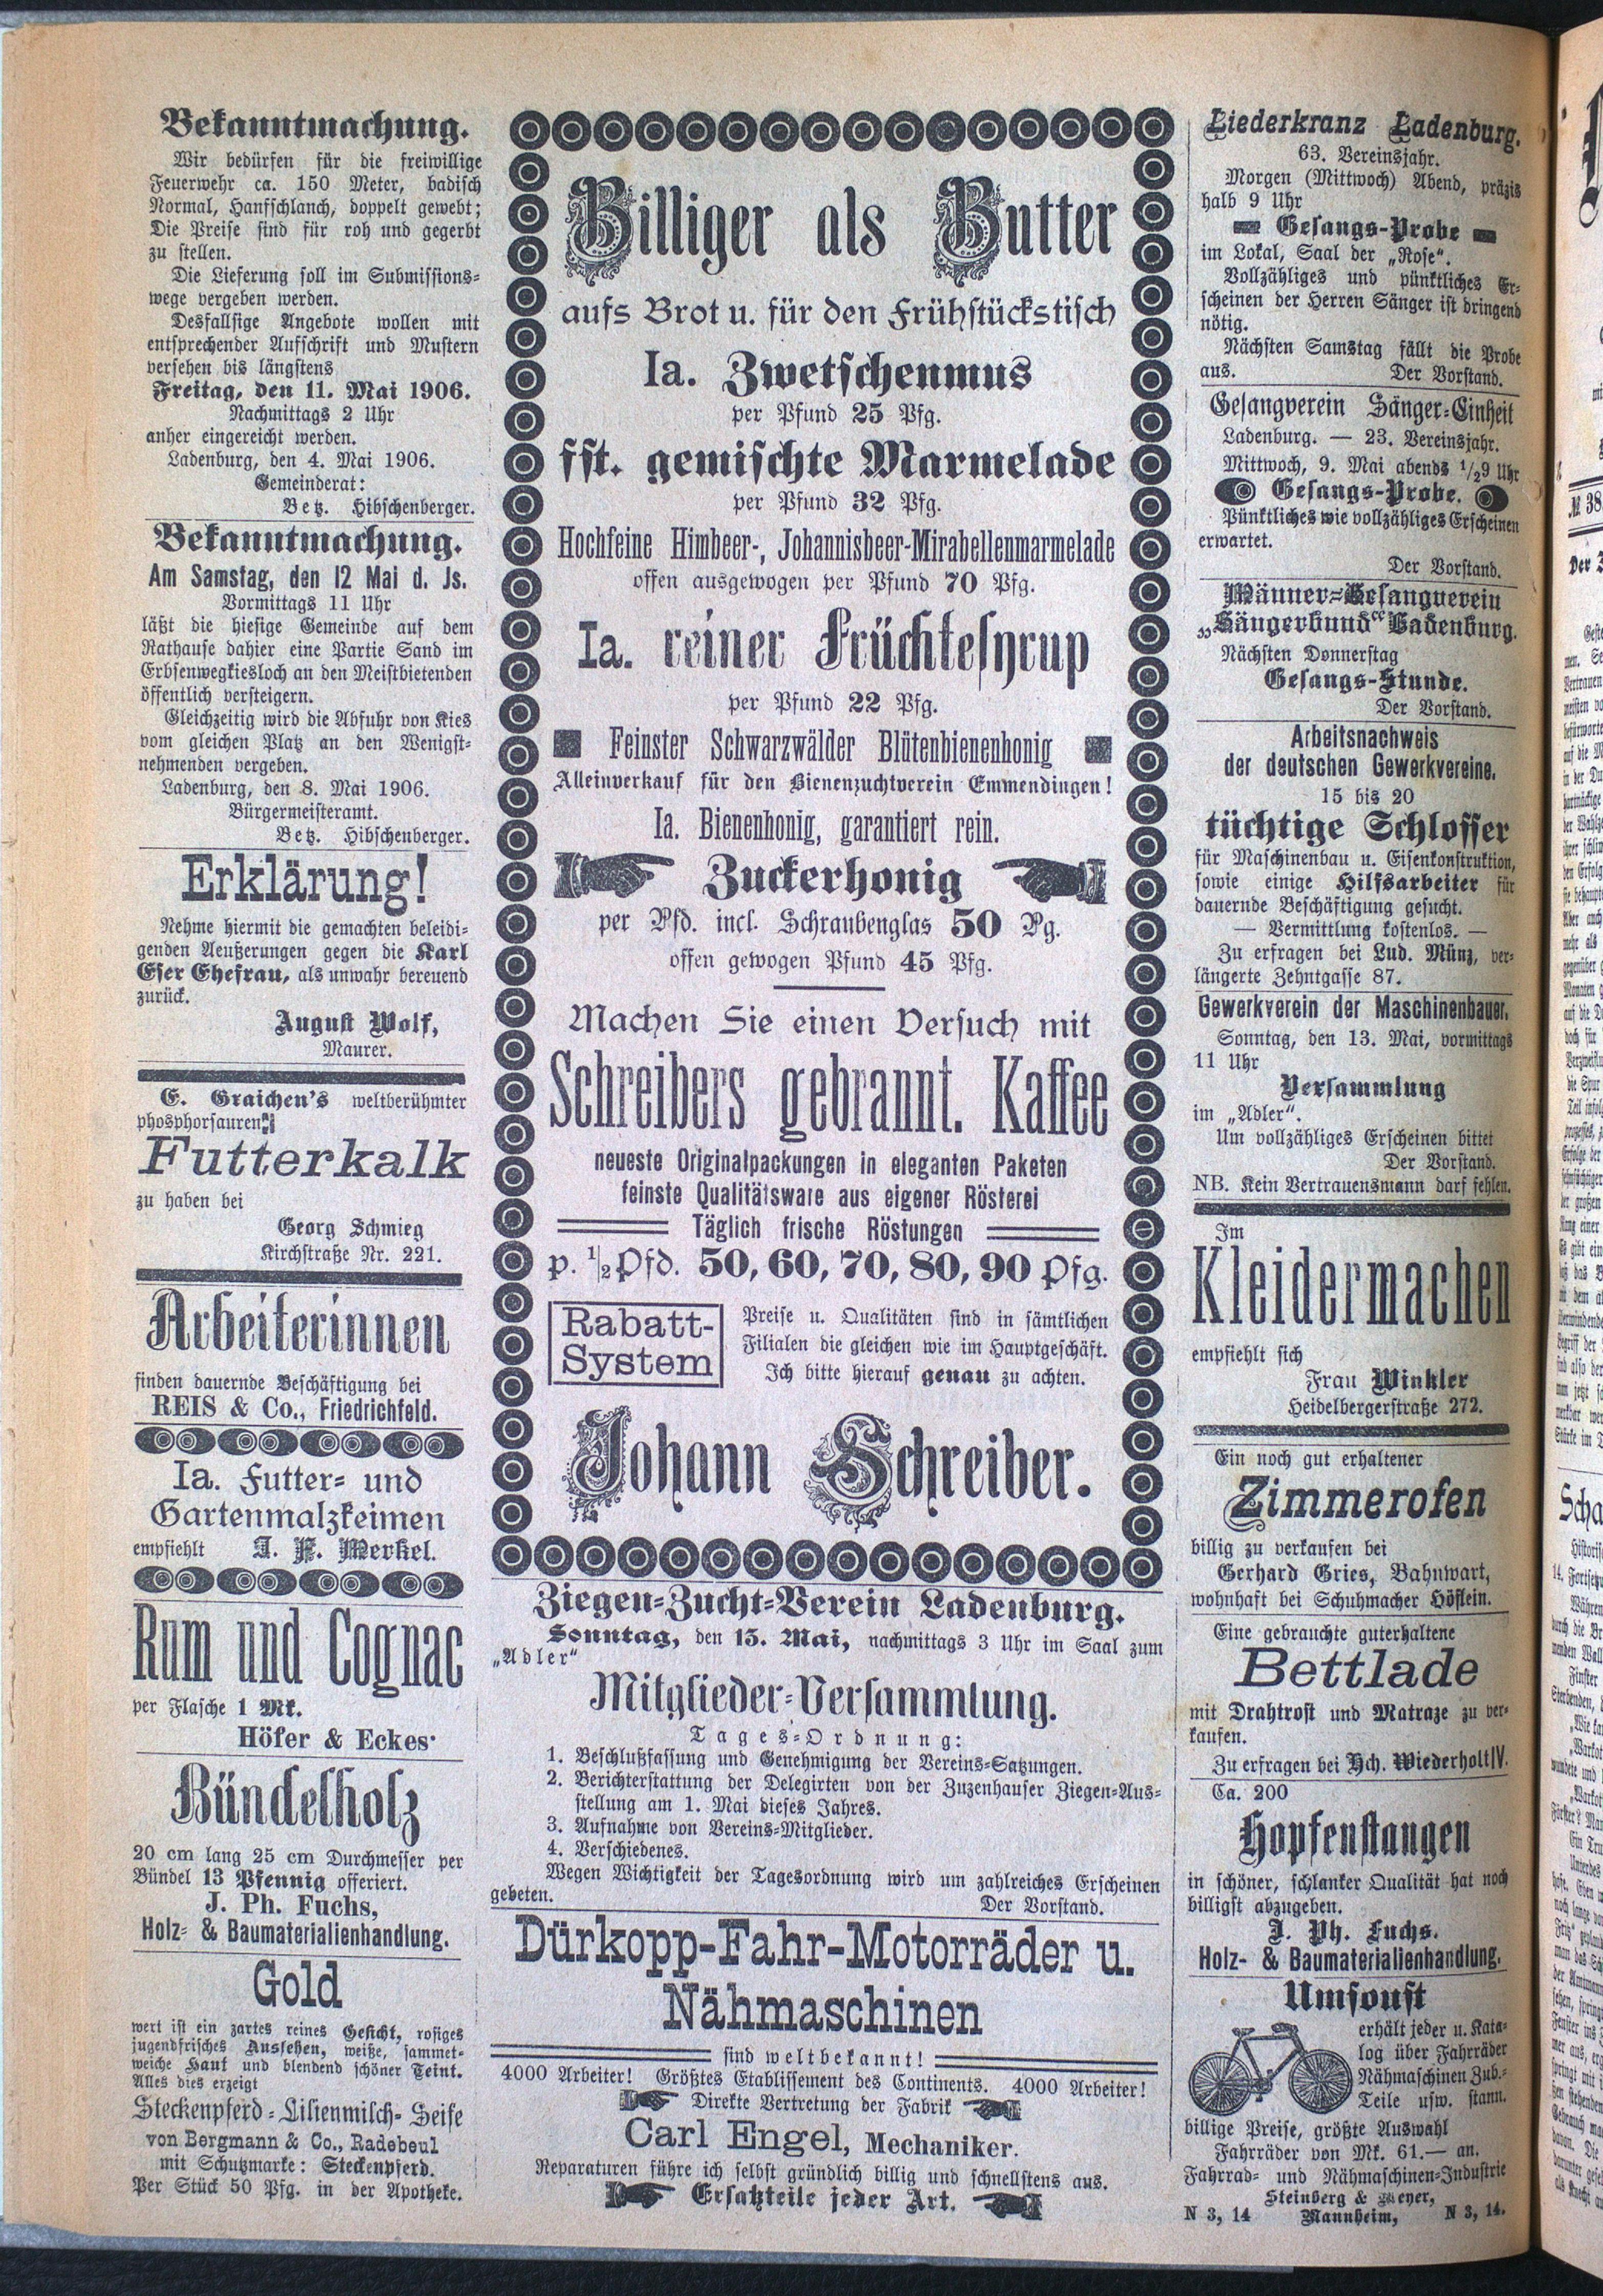 Bekanntmachung.
Wir bedürfen für die freiwillige
Feuerwehr ca. 150 Meter, badisch
Normal, Hanfschlanch, doppelt gewebt;
Die Preise sind für roh und gegerbt
zu stellen.
Die Lieferung soll im Submissions-
wege vergeben werden.
Desfallsige Angebote wollen mit
entsprechender Aufschrift und Mustern
versehen bis längstens
Freitag, den 11. Mai 1906.
Nachmittags 2 Uhr
anher eingereicht werden.
Ladenburg, den 4. Mai 1906.
Gemeinderat:
Betz. Hibschenberger.
Bekanntmachung.
Am Samstag, den 12 Mai d. Js.
Vormittags 11 Uhr
läßt die hiesige Gemeinde auf dem
Rathause dahier eine Partie Sand im
Erbsenwegkiesloch an den Meistbietenden
öffentlich versteigern.
Gleichzeitig wird die Abfuhr von Kies
vom gleichen Platz an den Wenigst-
nehmenden vergeben.
Ladenburg, den 8. Mai 1906.
Bürgermeisteramt.
Betz. Hibschenberger.
Erklärung!
Nehme hiermit die gemachten beleidi-
genden Aeußerungen gegen die Karl
Eser Ehefrau, als unwahr bereuend
zurück.
August Wolf,
Maurer.
E. Graichen's weltberühmter
phosphorsauren
Futterkalk
zu haben bei
Georg Schmieg
Kirchstraße Nr. 221.
Arbeiterinnen
finden dauernde Beschäftigung bei
REIS & Co., Friedrichfeld.
Ia. Futter- und
Gartenmalzkeimen
empfiehlt J. F. Merkel.
Rum und Cognac
per Flasche 1 Mk.
Höfer & Eckes.
Bündelholz
20 cm lang 25 cm Durchmesser per
Bündel 13 Pfennig offeriert.
J. Ph. Fuchs,
Holz- & Baumaterialienhandlung.
Gold
wert ist ein zartes reines Gesicht, rosiges
jugendfrisches Aussehen, weiße, sammet-
weiche Haut und blendend schöner Teint.
Alles dies erzeigt
Steckenpferd-Lilienmilch-Seife
von Bergmann & Co., Radebeul
mit Schutzmarke: Steckenpferd.
Per Stück 50 Pfg. in der Apotheke.
Billiger als Butter
aufs Brot u. für den Frühstückstisch
Ia. Zwetschenmus
per Pfund 25 Pfg.
fst. gemischte Marmelade
per Pfund 32 Pfg.
Hochfeine Himbeer-, Johannisbeer-Mirabellenmarmelade
offen ausgewogen per Pfund 70 Pfg.
Ia. reiner Früchtesyrup
per Pfund 22 Pfg.
Feinster Schwarzwälder Blütenbienenhonig
Alleinverkauf für den Bienenzuchtverein Emmendingen!
Ia. Bienenhonig, garantiert rein.
Zuckerhonig
per Pfd. incl. Schraubenglas 50 Pg.
offen gewogen Pfund 45 Pfg.
Machen Sie einen Versuch mit
Schreibers gebrannt. Kaffee
neueste Originalpackungen in eleganten Paketen
feinste Qualitätsware aus eigener Rösterei
Täglich frische Röstungen
p. 1/2 Pfd. 50, 60, 70, 80, 90 Pfg.
Rabatt-
System
Preise u. Qualitäten sind in sämtlichen
Filialen die gleichen wie im Hauptgeschäft.
Ich bitte hierauf genau zu achten.
Johann Schreiber.
Ziegen-Zucht-Verein Ladenburg.
Sonntag, den 13. Mai, nachmittags 3 Uhr im Saal zum
„Adler"
Mitglieder-Versammlung.
Tages-Ordnung:
1. Beschlußfassung und Genehmigung der Vereins-Satzungen.
2. Berichterstattung der Delegirten von der Zuzenhauser Ziegen-Aus-
stellung am 1. Mai dieses Jahres.
3. Aufnahme von Vereins-Mitglieder.
4. Verschiedenes.
Wegen Wichtigkeit der Tagesordnung wird um zahlreiches Erscheinen
gebeten. Der Vorstand.
Dürkopp-Fahr-Motorräder u.
Nähmaschinen
sind weltbekannt!
4000 Arbeiter! Größtes Etablissement des Continents. 4000 Arbeiter!
Direkte Vertretung der Fabrik
Carl Engel, Mechaniker.
Reparaturen führe ich selbst gründlich billig und schnellstens aus.
Ersatzteile jeder Art.
Liederkranz Ladenburg.
63. Vereinsjahr.
Morgen (Mittwoch) Abend, präzis
halb 9 Uhr
Gesangs-Probe
im Lokal, Saal der „Rose".
Vollzähliges und pünktliches Er-
scheinen der Herren Sänger ist dringend
nötig.
Nächsten Samstag fällt die Probe
aus. Der Vorstand.
Gesangverein Sänger-Einheit
Ladenburg. — 23. Vereinsjahr.
Mittwoch, 9. Mai abends 1/29 Uhr
Gesangs-Probe.
Pünktliches wie vollzähliges Erscheinen
erwartet.
Der Vorstand.
Männer-Gesangverein
„Sängerbund" Ladenburg.
Nächsten Donnerstag
Gesangs-Stunde.
Der Vorstand.
Arbeitsnachweis
der deutschen Gewerkvereine.
15 bis 20
tüchtige Schlosser
für Maschinenbau u. Eisenkonstruktion,
sowie einige Hilfsarbeiter für
dauernde Beschäftigung gesucht.
— Vermittlung kostenlos. —
Zu erfragen bei Lud. Münz, ver-
längerte Zehntgasse 87.
Gewerkverein der Maschinenbauer.
Sonntag, den 13. Mai, vormittags
11 Uhr
Versammlung
im „Adler".
Um vollzähliges Erscheinen bittet
Der Vorstand.
NB. Kein Vertrauensmann darf fehlen.
Im
Kleidermachen
empfiehlt sich
Frau Winkler
Heidelbergerstraße 272.
Ein noch gut erhaltener
Zimmerofen
billig zu verkaufen bei
Gerhard Gries, Bahnwart,
wohnhaft bei Schuhmacher Höflein.
Eine gebrauchte guterhaltene
Bettlade
mit Drahtrost und Matraze zu ver-
kaufen.
Zu erfragen bei Hch. Wiederholt IV.
Ca. 200
Hopfenstangen
in schöner, schlanker Qualität hat noch
billigst abzugeben.
J. Ph. Fuchs.
Holz- & Baumaterialienhandlung.
Umsonst
erhält jeder u. Kata-
log über Fahrräder
Nähmaschinen Zub.-
Teile usw. stann.
billige Preise, größte Auswahl
Fahrräder von Mk. 61.— an.
Fahrrad- und Nähmaschinen-Industrie
Steinberg & Meyer,
N 3, 14 Mannheim, N 3, 14.
№ 38